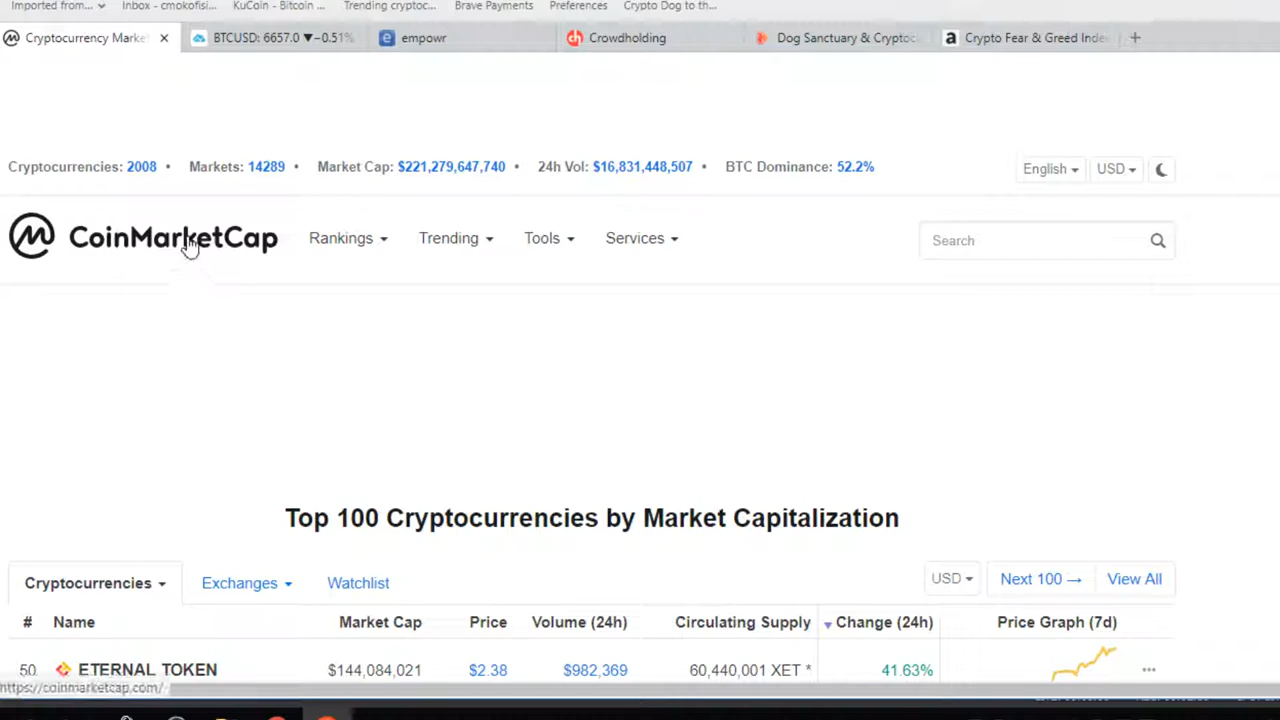 Imported from... Inbox - cmokofisi... KuCoin - Bitcoin ... Trending cryptoc... Brave Payments Preferences Crypto Dog to th...
Cryptocurrency Marke × BTCUSD: 6657.0 ▼−0.51% empowr Crowdholding Dog Sanctuary & Cryptoc Crypto Fear & Greed Inde +
Cryptocurrencies: 2008 • Markets: 14289 • Market Cap: $221,279,647,740 • 24h Vol: $16,831,448,507 • BTC Dominance: 52.2% English USD
CoinMarketCap Rankings Trending Tools Services Search
Top 100 Cryptocurrencies by Market Capitalization
Cryptocurrencies Exchanges Watchlist USD Next 100 → View All
# Name Market Cap Price Volume (24h) Circulating Supply Change (24h) Price Graph (7d)
50 ETERNAL TOKEN $144,084,021 $2.38 $982,369 60,440,001 XET * 41.63%
https://coinmarketcap.com/